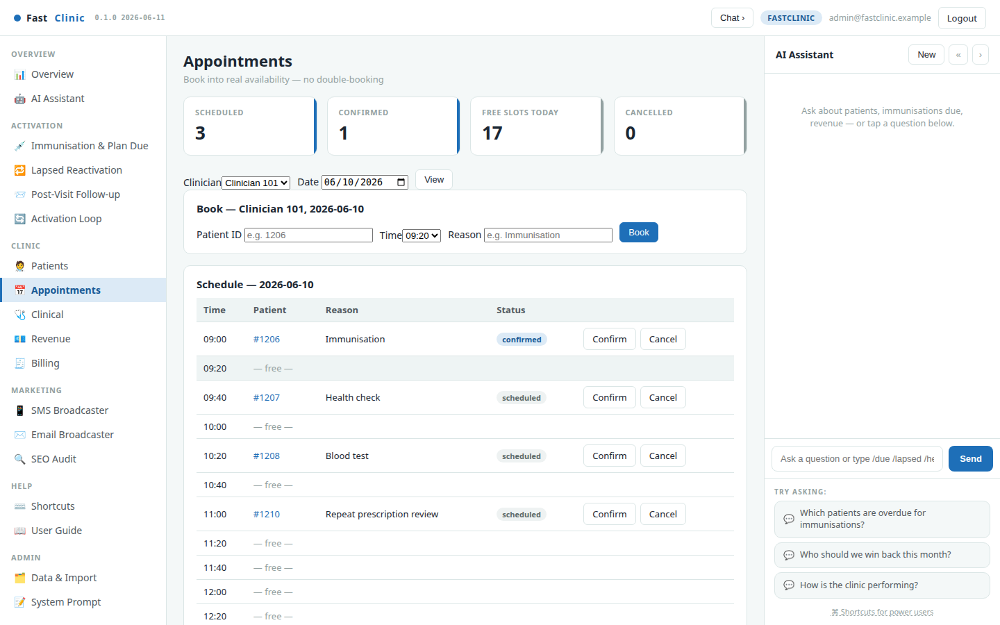 Fast Clinic 0.1.0 2026-06-11
Chat › FASTCLINIC admin@fastclinic.example Logout
OVERVIEW
Overview
AI Assistant
ACTIVATION
Immunisation & Plan Due
Lapsed Reactivation
Post-Visit Follow-up
Activation Loop
CLINIC
Patients
Appointments
Clinical
Revenue
Billing
MARKETING
SMS Broadcaster
Email Broadcaster
SEO Audit
HELP
Shortcuts
User Guide
ADMIN
Data & Import
System Prompt
Appointments
Book into real availability — no double-booking
SCHEDULED
3
CONFIRMED
1
FREE SLOTS TODAY
17
CANCELLED
0
Clinician Clinician 101 Date 06/10/2026 View
Book — Clinician 101, 2026-06-10
Patient ID e.g. 1206 Time 09:20 Reason e.g. Immunisation Book
Schedule — 2026-06-10
Time Patient Reason Status
09:00 #1206 Immunisation confirmed Confirm Cancel
09:20 — free —
09:40 #1207 Health check scheduled Confirm Cancel
10:00 — free —
10:20 #1208 Blood test scheduled Confirm Cancel
10:40 — free —
11:00 #1210 Repeat prescription review scheduled Confirm Cancel
11:20 — free —
11:40 — free —
12:00 — free —
12:20 — free —
AI Assistant New « ›
Ask about patients, immunisations due,
revenue — or tap a question below.
Ask a question or type /due /lapsed /he
Send
TRY ASKING:
Which patients are overdue for
immunisations?
Who should we win back this month?
How is the clinic performing?
⌘ Shortcuts for power users